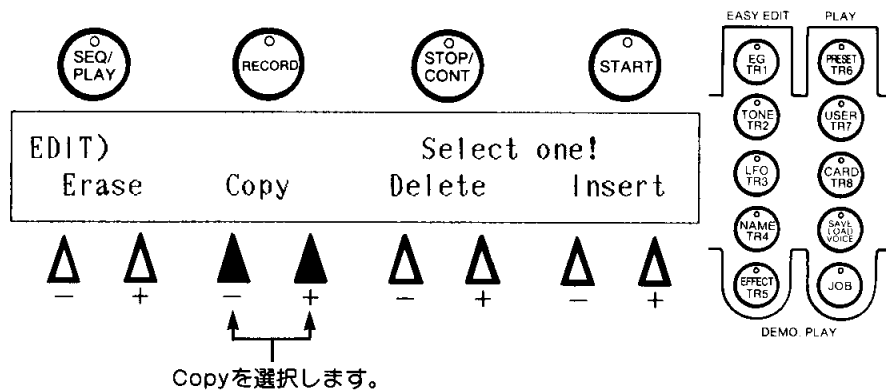 EASY EDIT
PLAY
SEQ/
PLAY
RECORD
STOP/
CONT
START
EG
TR1
PRESET
TR6
TONE
TR2
USER
TR7
LFO
TR3
CARD
TR8
NAME
TR4
SAVE
LOAD
VOICE
EFFECT
TR5
JOB
DEMO. PLAY
EDIT) Select one!
Erase Copy Delete Insert
− + − + − + − +
Copyを選択します。